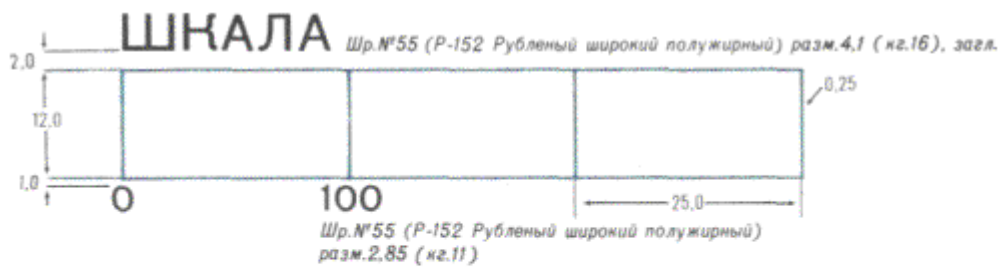 ШКАЛА Шр.№55 (Р-152 Рубленый широкий полужирный) разм.4,1 (кг.16), загл.
2,0
0,25
12,0
1,0
0 100 25,0
Шр.№55 (Р-152 Рубленый широкий полужирный)
разм.2,85 (кг.11)